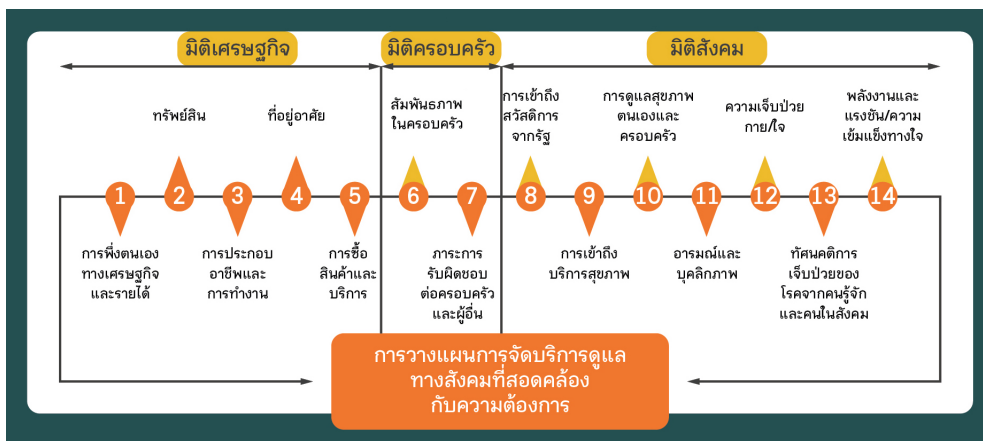 มิติเศรษฐกิจ
มิติครอบครัว
มิติสังคม
ทรัพย์สิน
ที่อยู่อาศัย
สัมพันธภาพ
ในครอบครัว
การเข้าถึง
สวัสดิการ
จากรัฐ
การดูแลสุขภาพ
ตนเองและ
ครอบครัว
ความเจ็บป่วย
กาย/ใจ
พลังงานและ
แรงขัน/ความ
เข้มแข็งทางใจ
1
2
3
4
5
6
7
8
9
10
11
12
13
14
การพึ่งตนเอง
ทางเศรษฐกิจ
และรายได้
การประกอบ
อาชีพและ
การทำงาน
การซื้อ
สินค้าและ
บริการ
ภาระการ
รับผิดชอบ
ต่อครอบครัว
และผู้อื่น
การเข้าถึง
บริการสุขภาพ
อารมณ์และ
บุคลิกภาพ
ทัศนคติการ
เจ็บป่วยของ
โรคจากคนรู้จัก
และคนในสังคม
การวางแผนการจัดบริการดูแล
ทางสังคมที่สอดคล้อง
กับความต้องการ